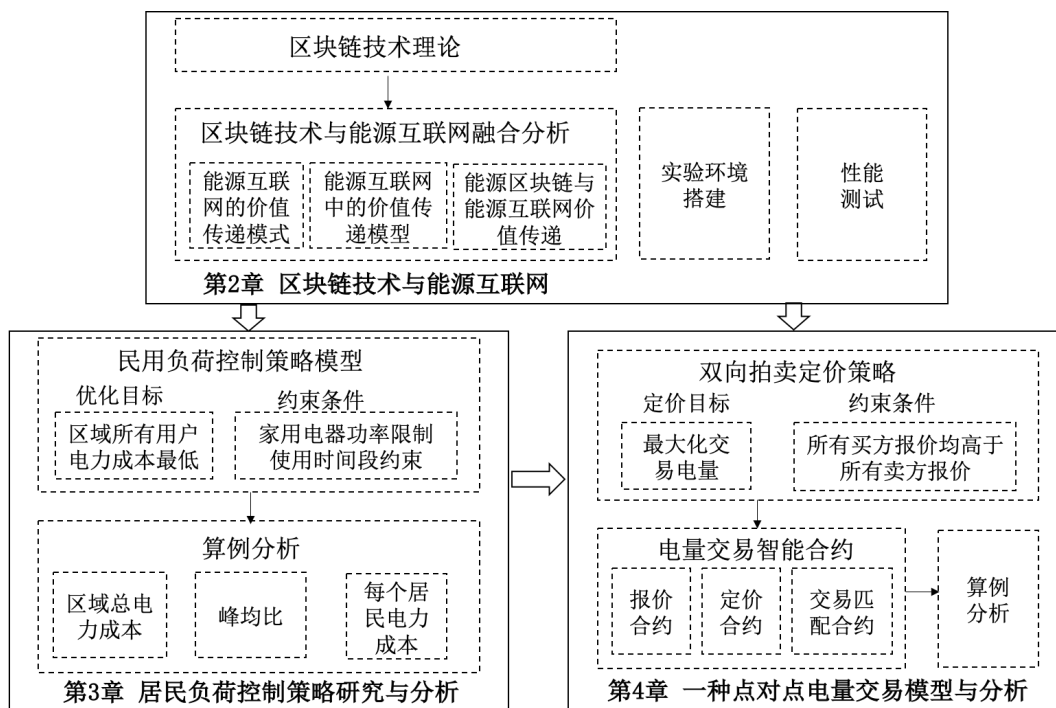 区块链技术理论
区块链技术与能源互联网融合分析
能源互联
网的价值
传递模式
能源互联网
中的价值传
递模型
能源区块链与
能源互联网价
值传递
实验环境
搭建
性能
测试
第2章 区块链技术与能源互联网
民用负荷控制策略模型
优化目标
约束条件
区域所有用户
电力成本最低
家用电器功率限制
使用时间段约束
算例分析
区域总电
力成本
峰均比
每个居
民电力
成本
第3章 居民负荷控制策略研究与分析
双向拍卖定价策略
定价目标
约束条件
最大化交
易电量
所有买方报价均高于
所有卖方报价
电量交易智能合约
报价
合约
定价
合约
交易匹
配合约
算例
分析
第4章 一种点对点电量交易模型与分析